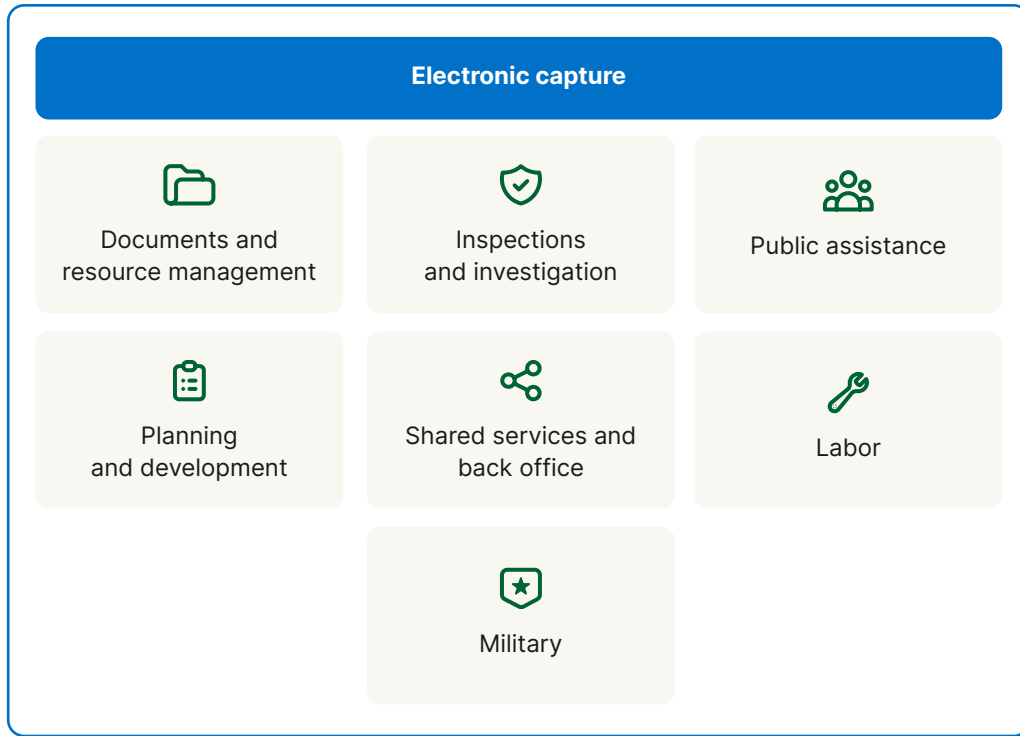 Electronic capture
Documents and
resource management
Inspections
and investigation
Public assistance
Planning
and development
Shared services and
back office
Labor
Military